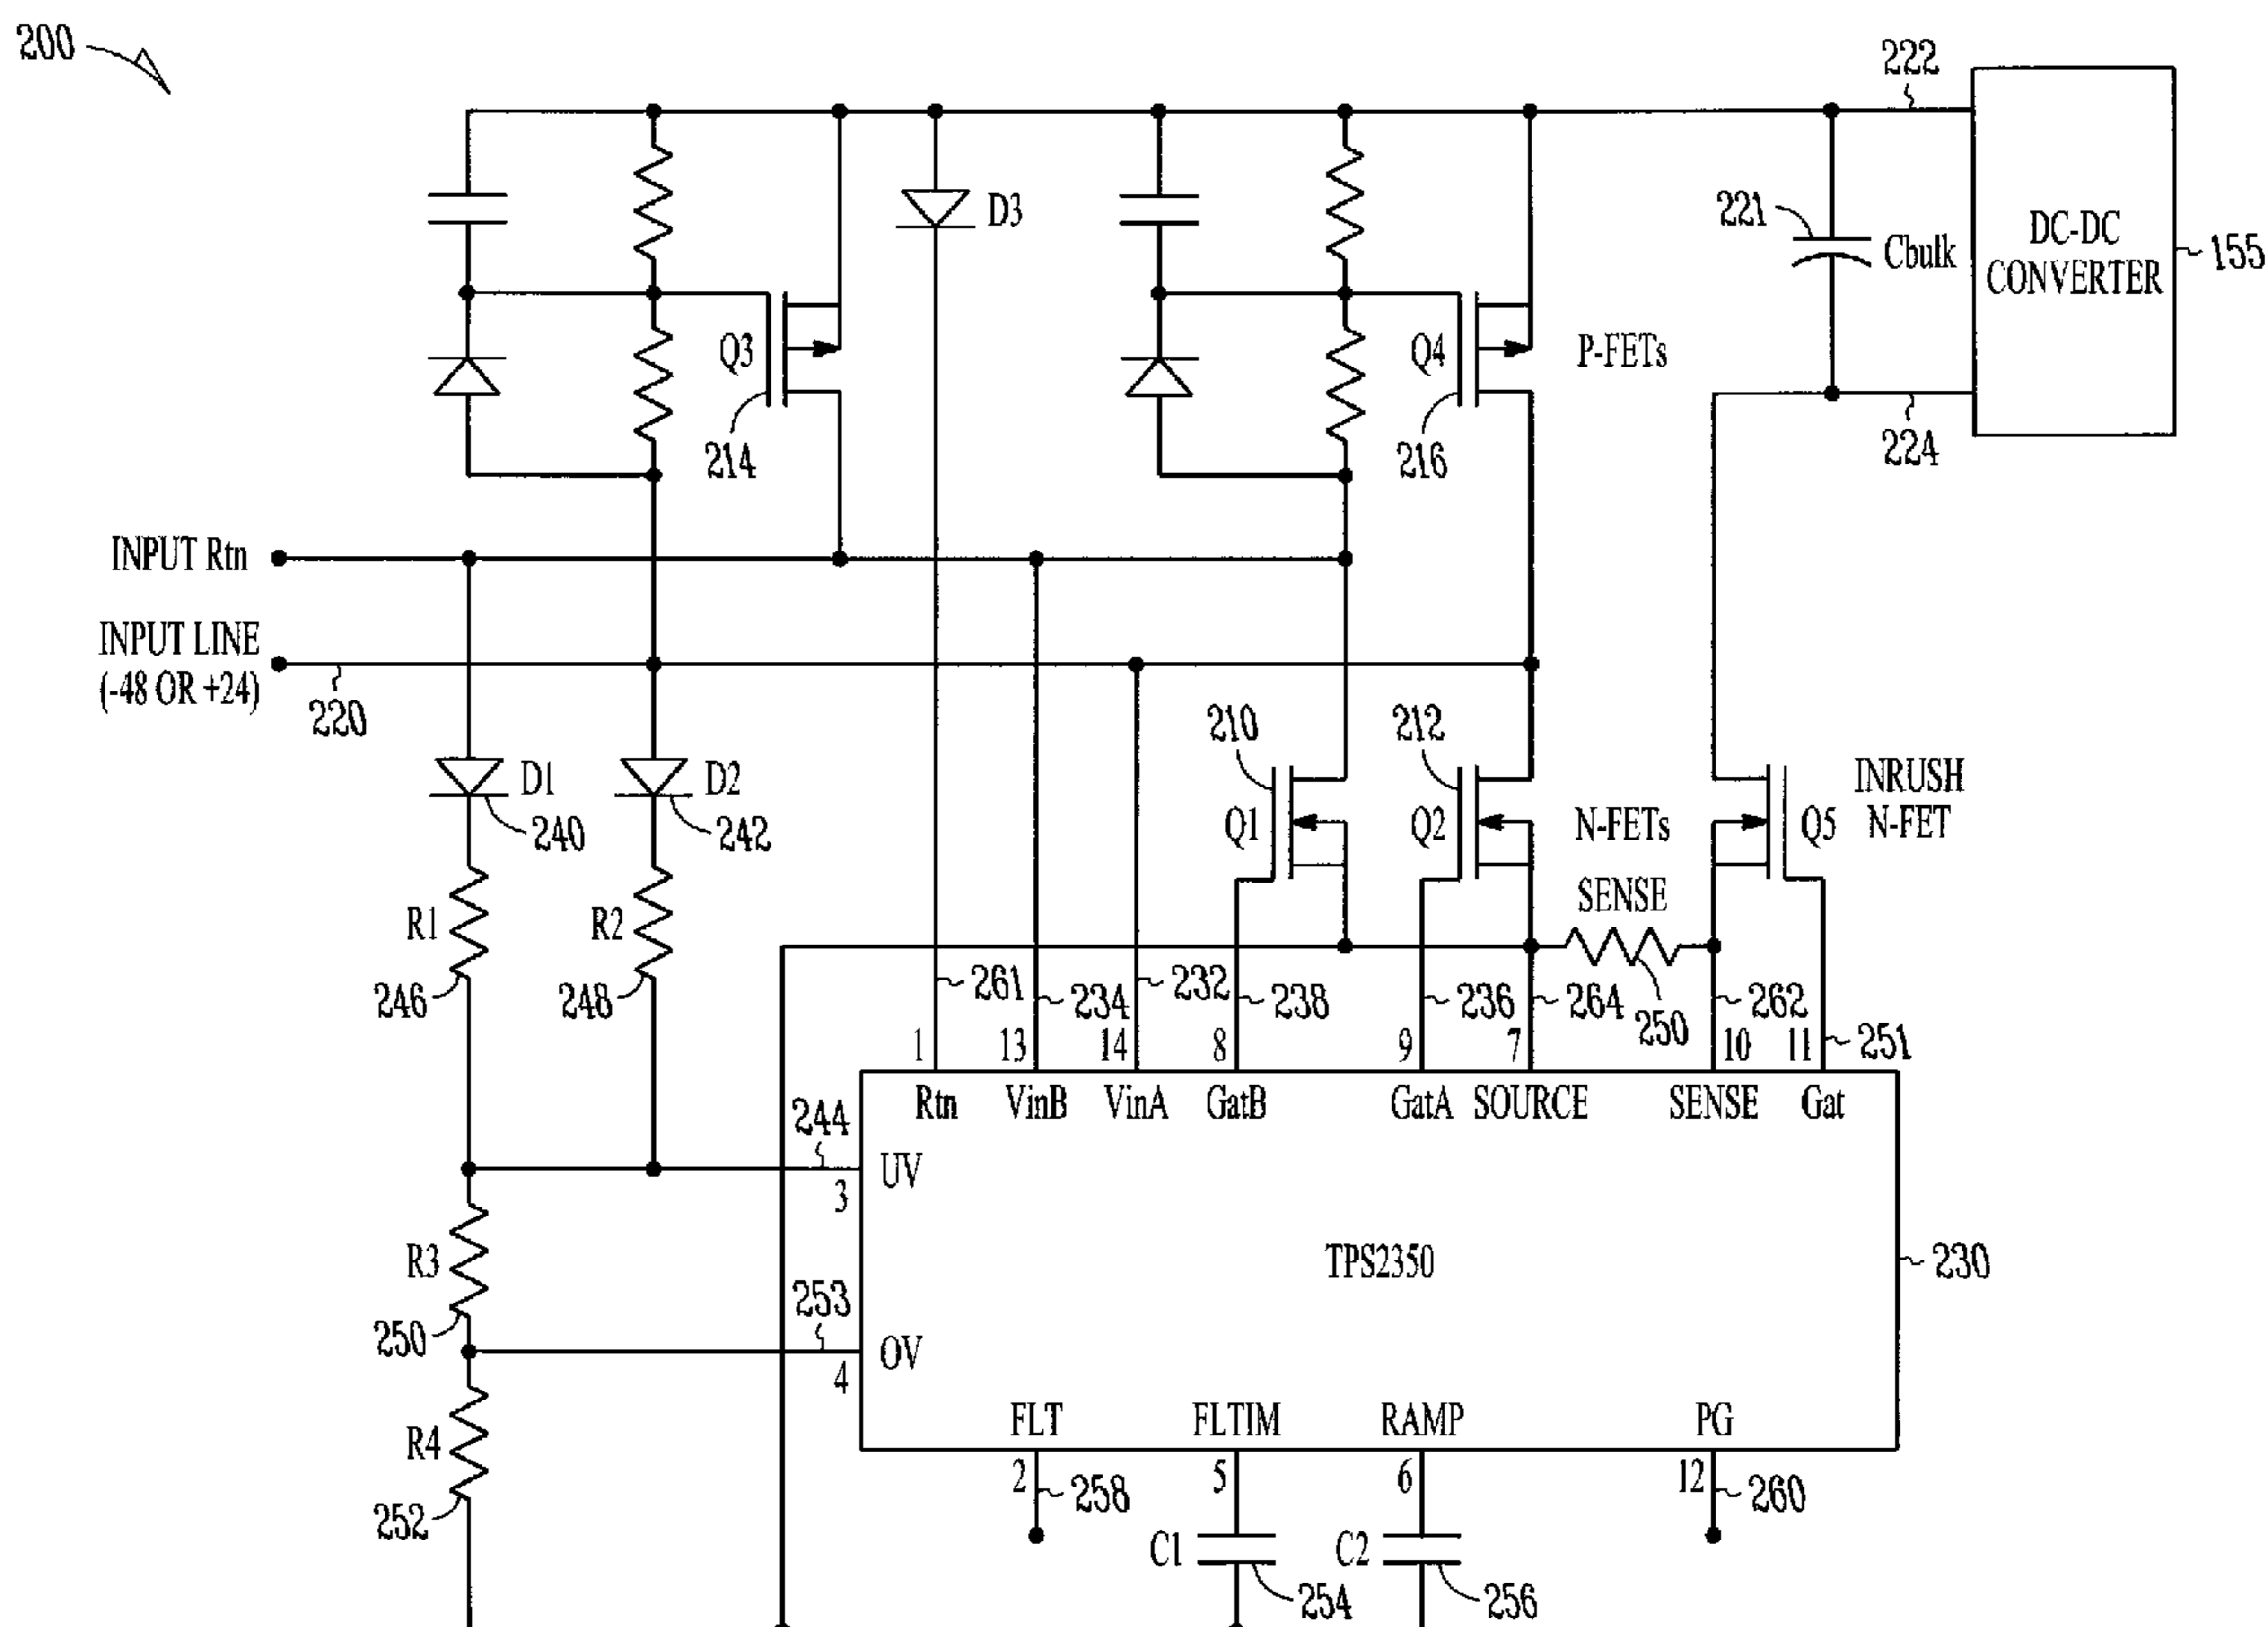 200
222
D3
221
Cbulk
DC-DC
CONVERTER
155
Q3
Q4
P-FETs
214
216
224
INPUT Rtn
INPUT LINE
(-48 OR +24)
220
210
212
INRUSH
N-FET
D1
D2
240
242
Q1
Q2
N-FETs
Q5
SENSE
R1
R2
246
248
261
234
232
238
236
264
250
262
251
1
13
14
8
9
7
10
11
Rtn
VinB
VinA
GatB
GatA
SOURCE
SENSE
Gat
244
UV
3
R3
250
TPS2350
230
253
OV
4
R4
252
FLT
FLTIM
RAMP
PG
2
5
6
12
258
260
C1
C2
254
256